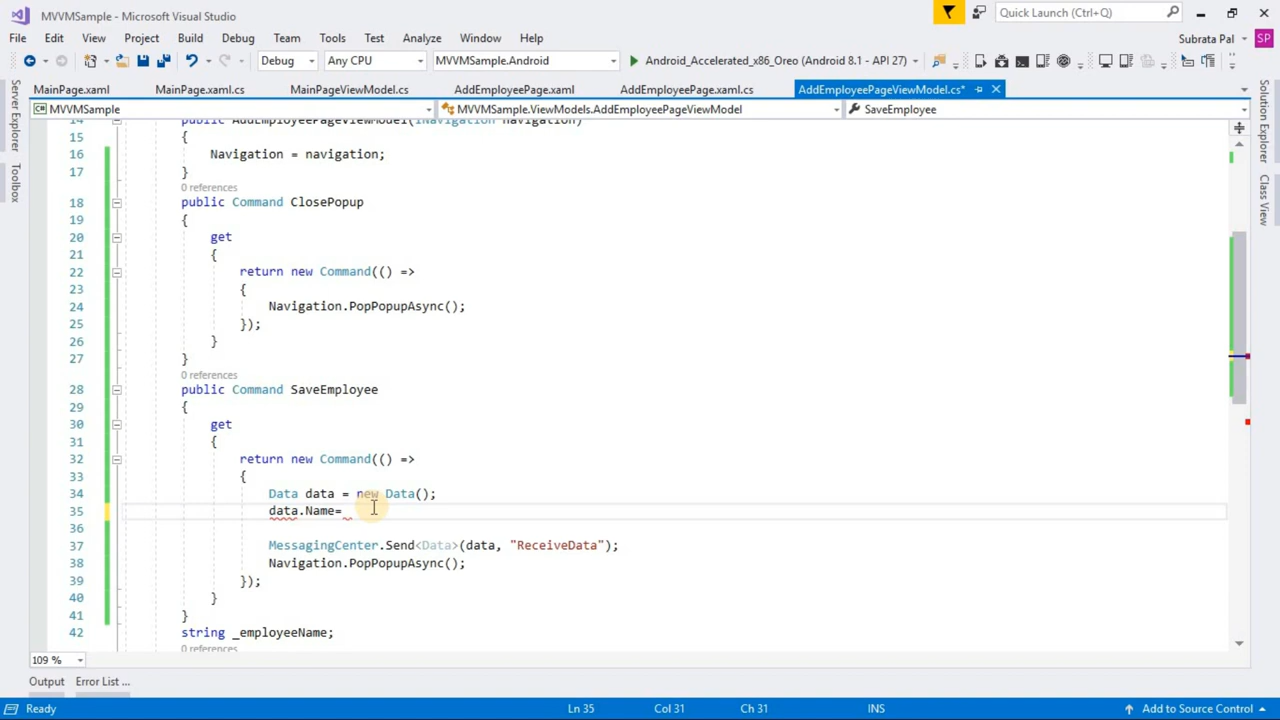 MVVMSample - Microsoft Visual Studio
Quick Launch (Ctrl+Q)
File Edit View Project Build Debug Team Tools Test Analyze Window Help
Subrata Pal SP
Debug Any CPU MVVMSample.Android Android_Accelerated_x86_Oreo (Android 8.1 - API 27)
MainPage.xaml MainPage.xaml.cs MainPageViewModel.cs AddEmployeePage.xaml AddEmployeePage.xaml.cs AddEmployeePageViewModel.cs*
MVVMSample MVVMSample.ViewModels.AddEmployeePageViewModel SaveEmployee
Server Explorer
Toolbox
Solution Explorer
Class View
14 public AddEmployeePageViewModel(INavigation navigation)
15 {
16 Navigation = navigation;
17 }
0 references
18 public Command ClosePopup
19 {
20 get
21 {
22 return new Command(() =>
23 {
24 Navigation.PopPopupAsync();
25 });
26 }
27 }
0 references
28 public Command SaveEmployee
29 {
30 get
31 {
32 return new Command(() =>
33 {
34 Data data = new Data();
35 data.Name=
36
37 MessagingCenter.Send<Data>(data, "ReceiveData");
38 Navigation.PopPopupAsync();
39 });
40 }
41 }
42 string _employeeName;
0 references
109 %
Output Error List ...
Ready Ln 35 Col 31 Ch 31 INS Add to Source Control